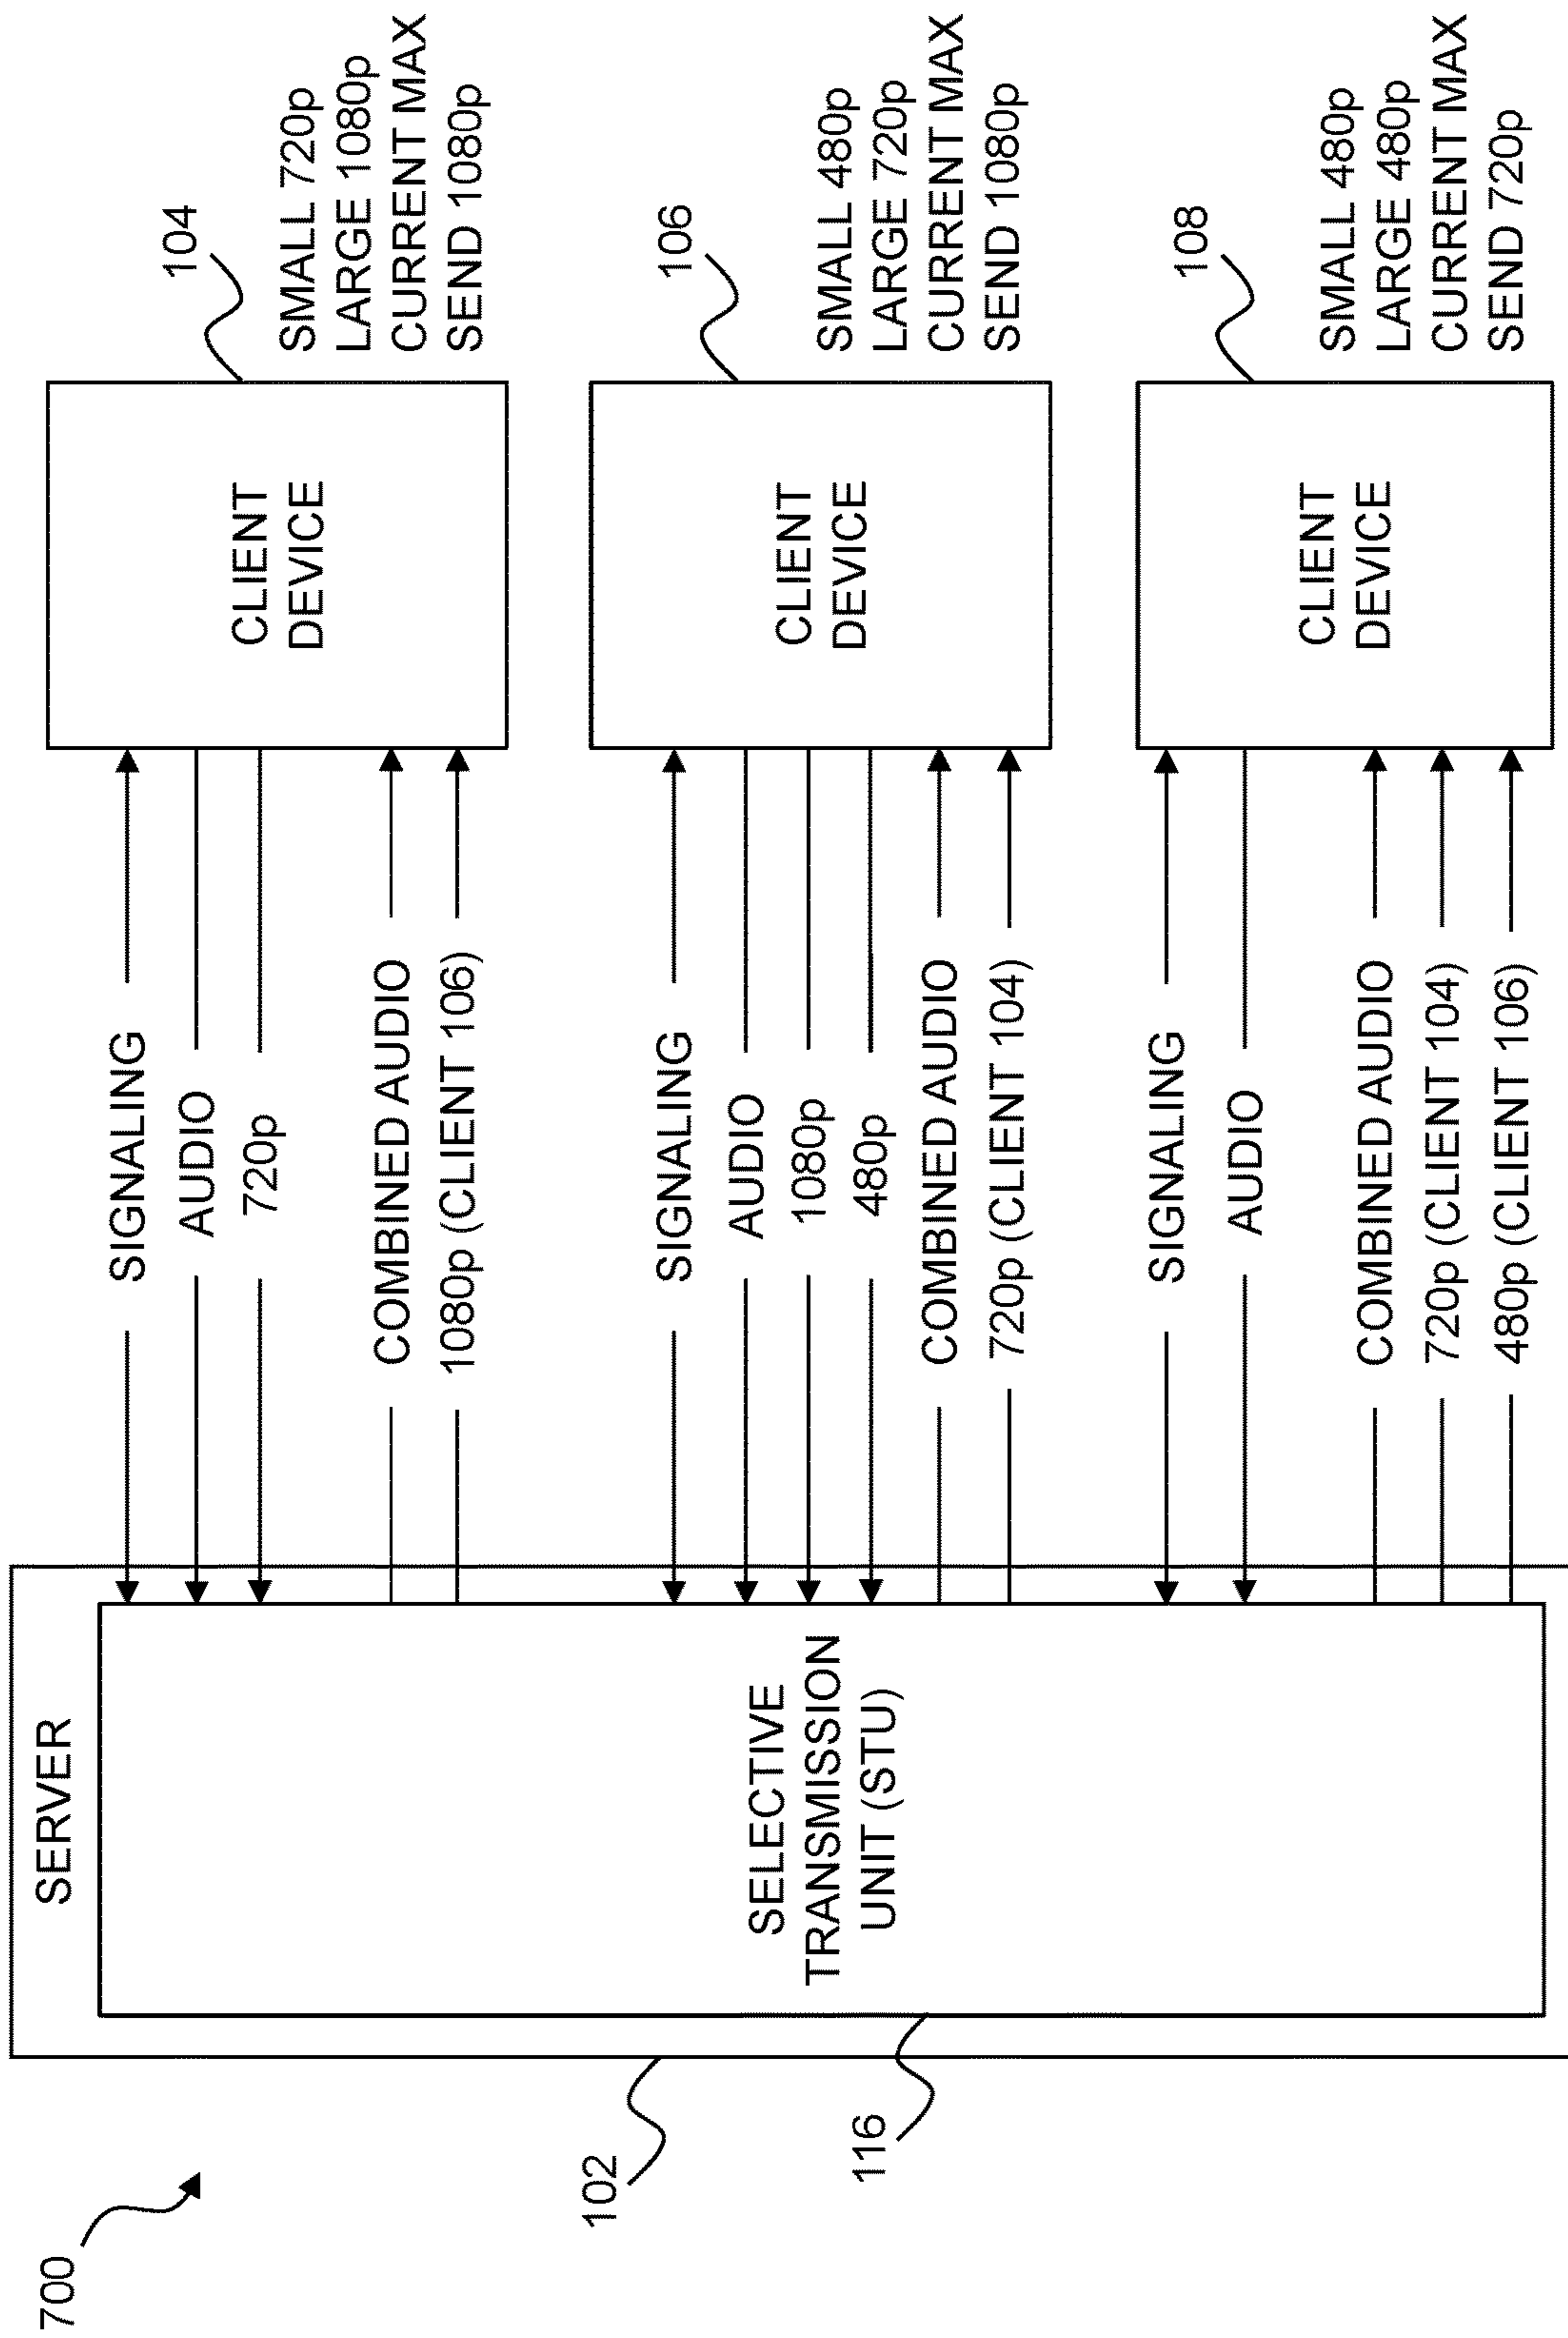 700
102
116
SERVER
SELECTIVE
TRANSMISSION
UNIT (STU)
SIGNALING
AUDIO
720p
COMBINED AUDIO
1080p (CLIENT 106)
CLIENT
DEVICE
104
SMALL 720p
LARGE 1080p
CURRENT MAX
SEND 1080p
SIGNALING
AUDIO
1080p
480p
COMBINED AUDIO
720p (CLIENT 104)
CLIENT
DEVICE
106
SMALL 480p
LARGE 720p
CURRENT MAX
SEND 1080p
SIGNALING
AUDIO
COMBINED AUDIO
720p (CLIENT 104)
480p (CLIENT 106)
CLIENT
DEVICE
108
SMALL 480p
LARGE 480p
CURRENT MAX
SEND 720p